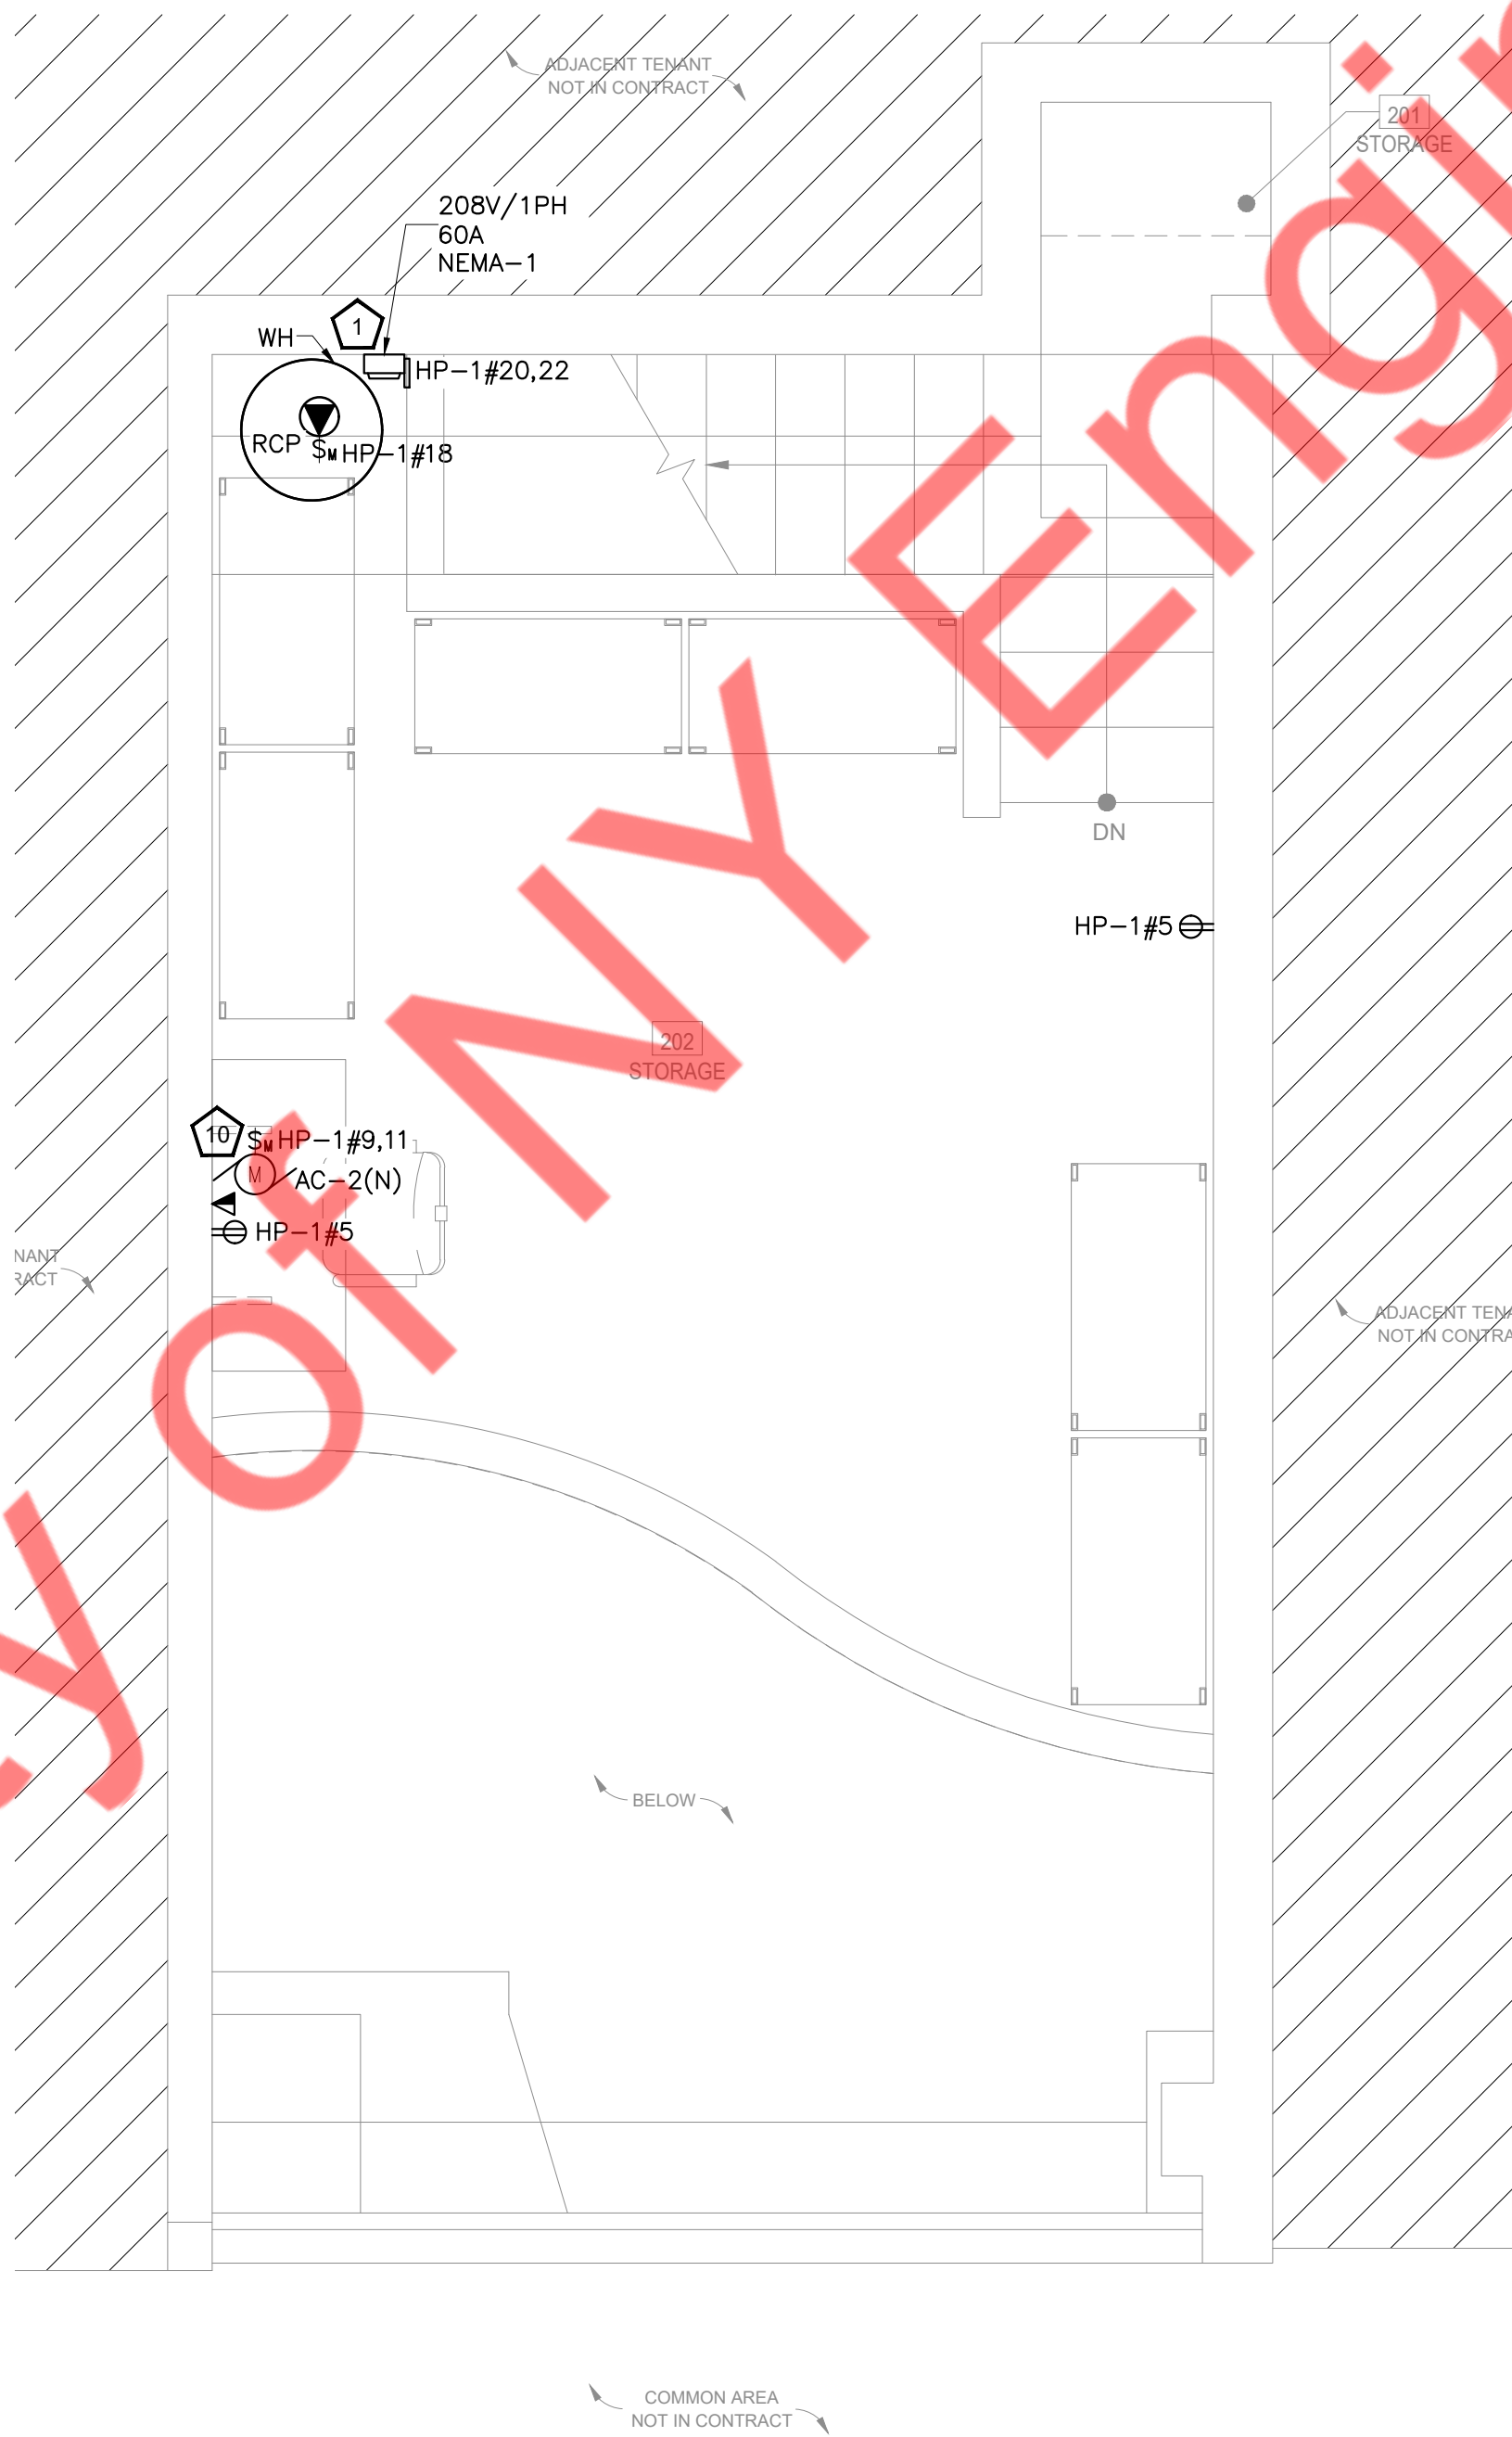 ADJACENT TENANT
NOT IN CONTRACT
201
STORAGE
208V/1PH
60A
NEMA-1
1
WH
HP-1#20,22
RCP
$M HP-1#18
DN
HP-1#5
202
STORAGE
10
$M HP-1#9,11
M
AC-2(N)
HP-1#5
NANT
RACT
ADJACENT TENA
NOT IN CONTRA
BELOW
COMMON AREA
NOT IN CONTRACT
y of NY Engin